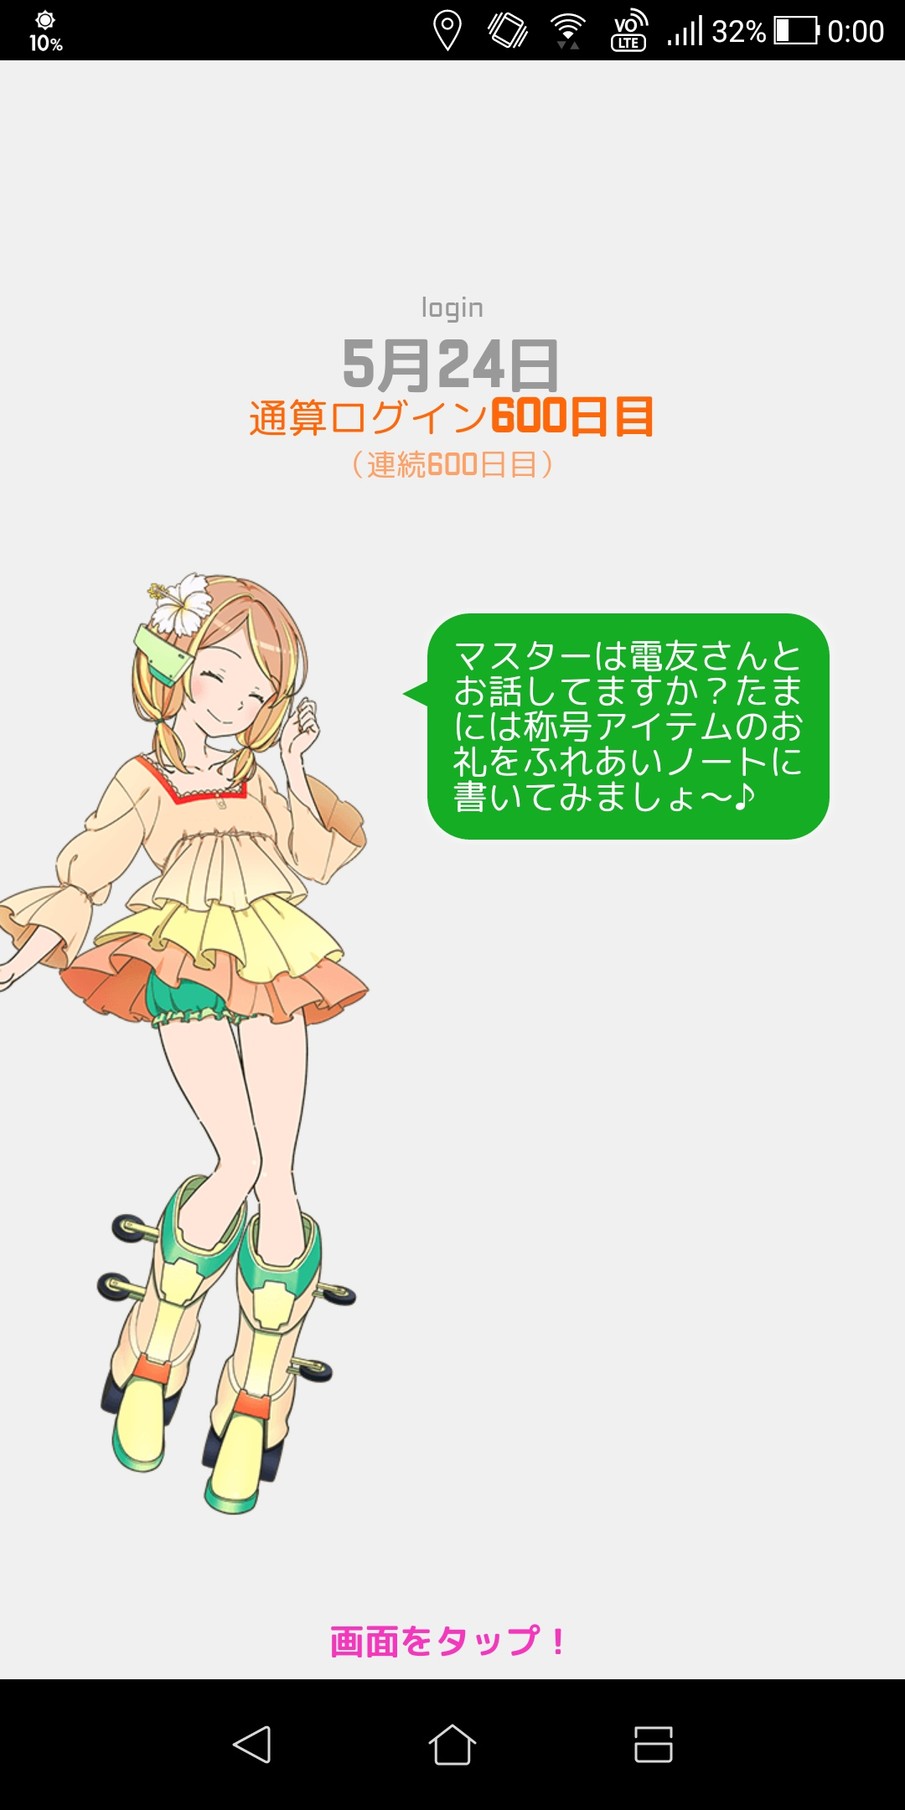 10%
VO
LTE
32%
0:00
login
5月24日
通算ログイン600日目
（連続600日目）
マスターは電友さんと
お話してますか？たま
には称号アイテムのお
礼をふれあいノートに
書いてみましょ～♪
画面をタップ！